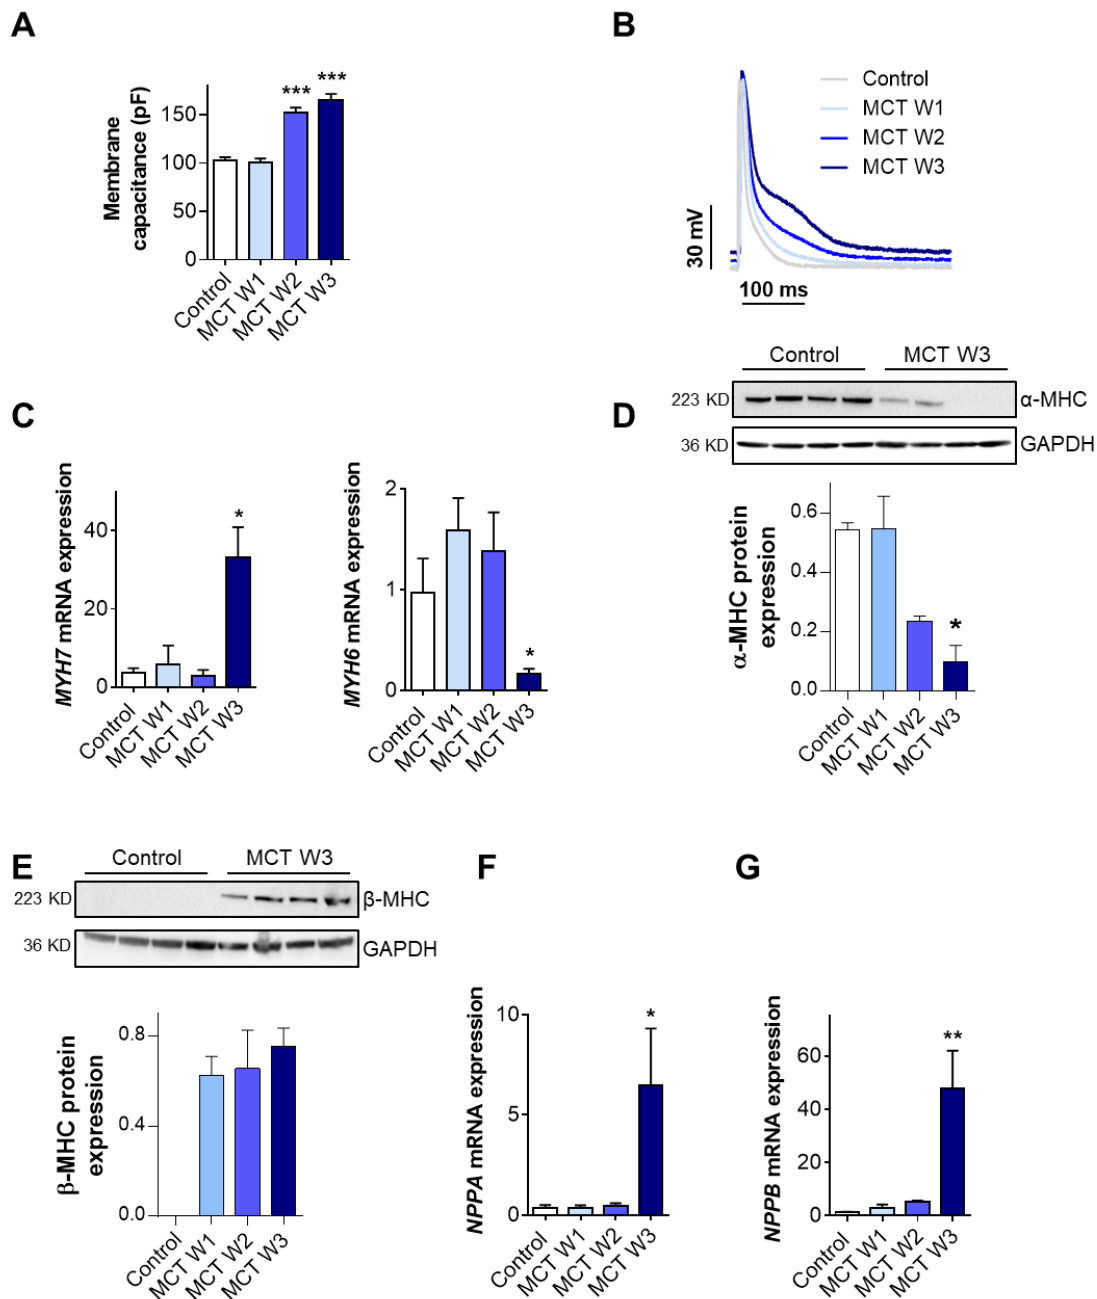 A
Membrane
capacitance (pF)
150
100
50
0
***
***
Control
MCT W1
MCT W2
MCT W3
B
Control
MCT W1
MCT W2
MCT W3
30 mV
100 ms
C
MYH7 mRNA expression
40
20
0
*
Control
MCT W1
MCT W2
MCT W3
MYH6 mRNA expression
2
1
0
*
Control
MCT W1
MCT W2
MCT W3
D
Control
MCT W3
223 KD
α-MHC
36 KD
GAPDH
α-MHC protein
expression
0.6
0.4
0.2
0.0
*
Control
MCT W1
MCT W2
MCT W3
E
Control
MCT W3
223 KD
β-MHC
36 KD
GAPDH
β-MHC protein
expression
0.8
0.4
0.0
Control
MCT W1
MCT W2
MCT W3
F
NPPA mRNA expression
10
5
0
*
Control
MCT W1
MCT W2
MCT W3
G
NPPB mRNA expression
60
40
20
0
**
Control
MCT W1
MCT W2
MCT W3